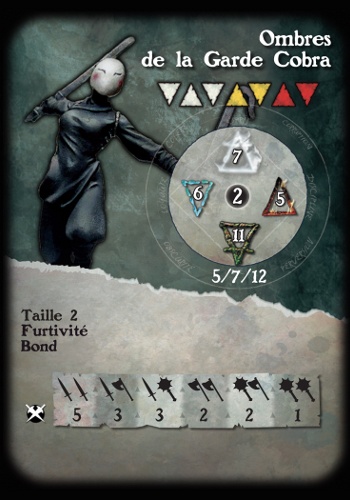 Ombres
de la Garde Cobra
7
6 2 5
11
5/7/12
Taille 2
Furtivité
Bond
5 3 3 2 2 1